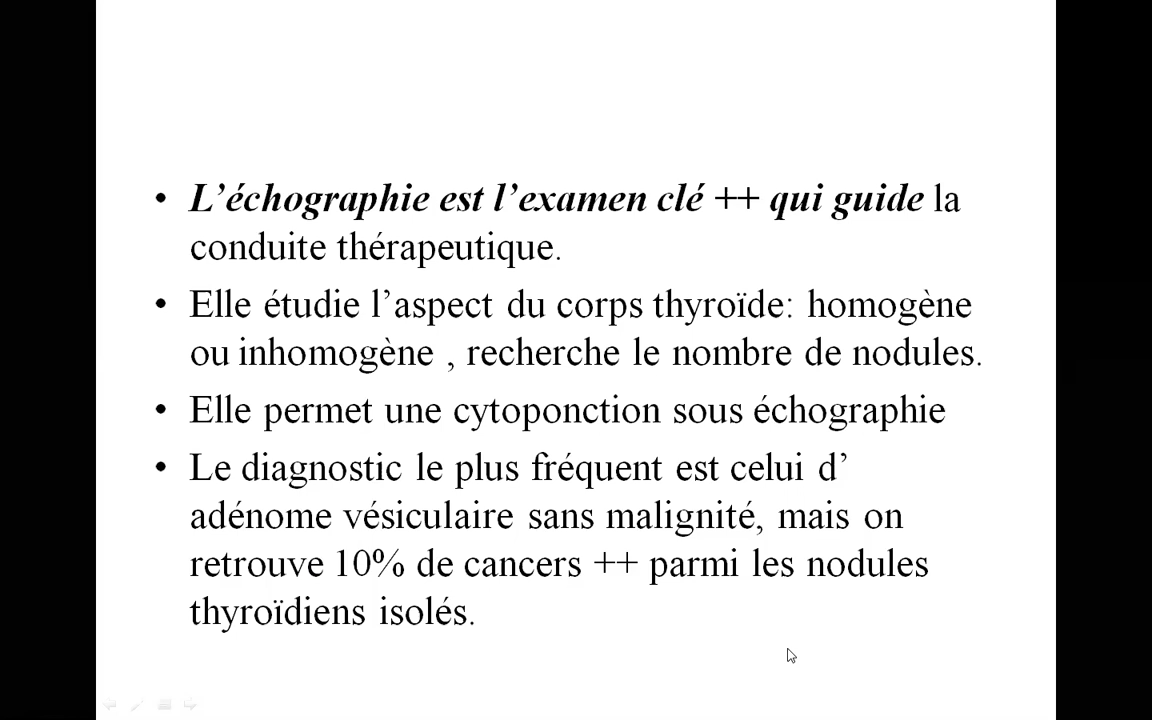 • L’échographie est l’examen clé ++ qui guide la
conduite thérapeutique.
• Elle étudie l’aspect du corps thyroïde: homogène
ou inhomogène , recherche le nombre de nodules.
• Elle permet une cytoponction sous échographie
• Le diagnostic le plus fréquent est celui d’
adénome vésiculaire sans malignité, mais on
retrouve 10% de cancers ++ parmi les nodules
thyroïdiens isolés.